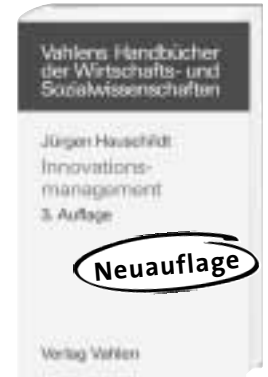 Vahlens Handbücher
der Wirtschafts- und
Sozialwissenschaften
Jürgen Hauschildt
Innovations-
management
3. Auflage
Neuauflage
Verlag Vahlen